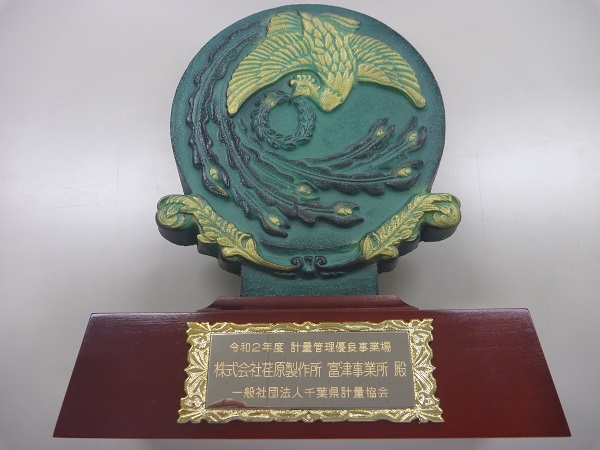 令和2年度 計量管理優良事業場
株式会社荏原製作所 富津事業所 殿
一般社団法人千葉県計量協会